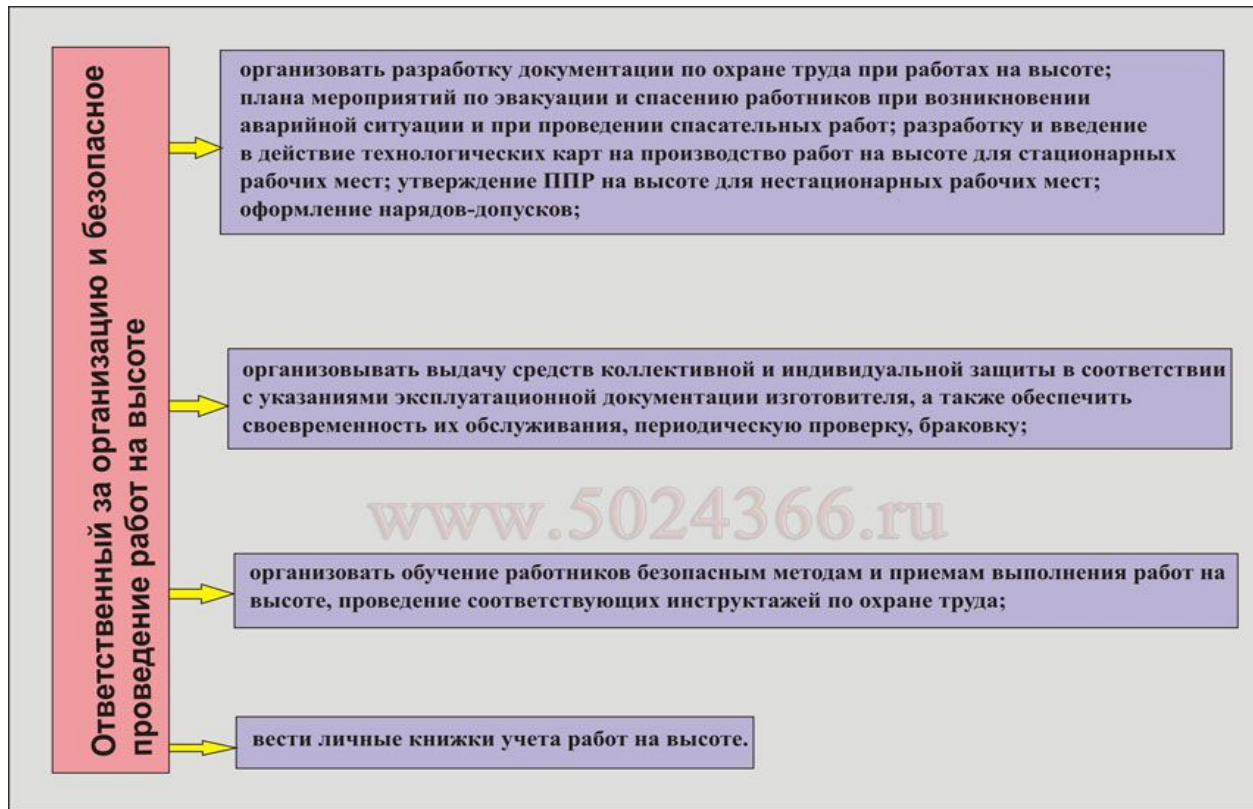 Ответственный за организацию и безопасное
проведение работ на высоте
организовать разработку документации по охране труда при работах на высоте;
плана мероприятий по эвакуации и спасению работников при возникновении
аварийной ситуации и при проведении спасательных работ; разработку и введение
в действие технологических карт на производство работ на высоте для стационарных
рабочих мест; утверждение ППР на высоте для нестационарных рабочих мест;
оформление нарядов-допусков;
организовывать выдачу средств коллективной и индивидуальной защиты в соответствии
с указаниями эксплуатационной документации изготовителя, а также обеспечить
своевременность их обслуживания, периодическую проверку, браковку;
www.5024366.ru
организовать обучение работников безопасным методам и приемам выполнения работ на
высоте, проведение соответствующих инструктажей по охране труда;
вести личные книжки учета работ на высоте.